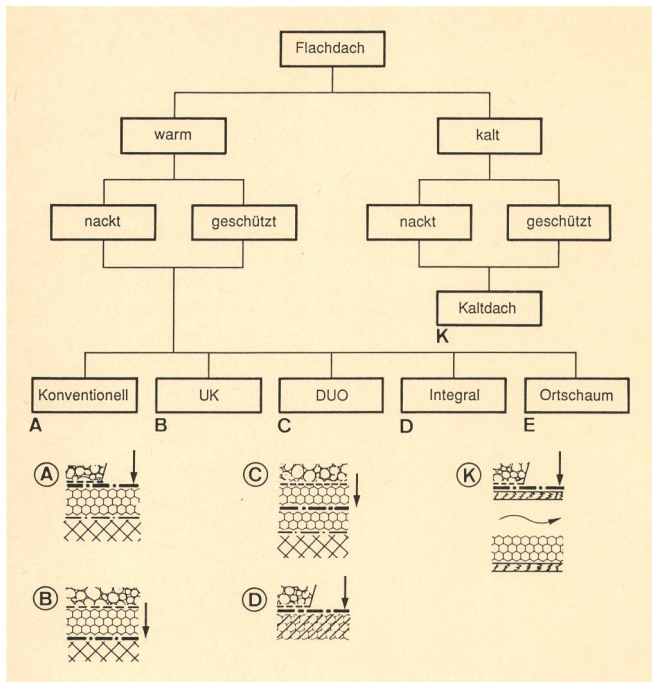 Flachdach
warm
kalt
nackt
geschützt
nackt
geschützt
Kaltdach
K
Konventionell
UK
DUO
Integral
Ortschaum
A
B
C
D
E
A
C
K
B
D